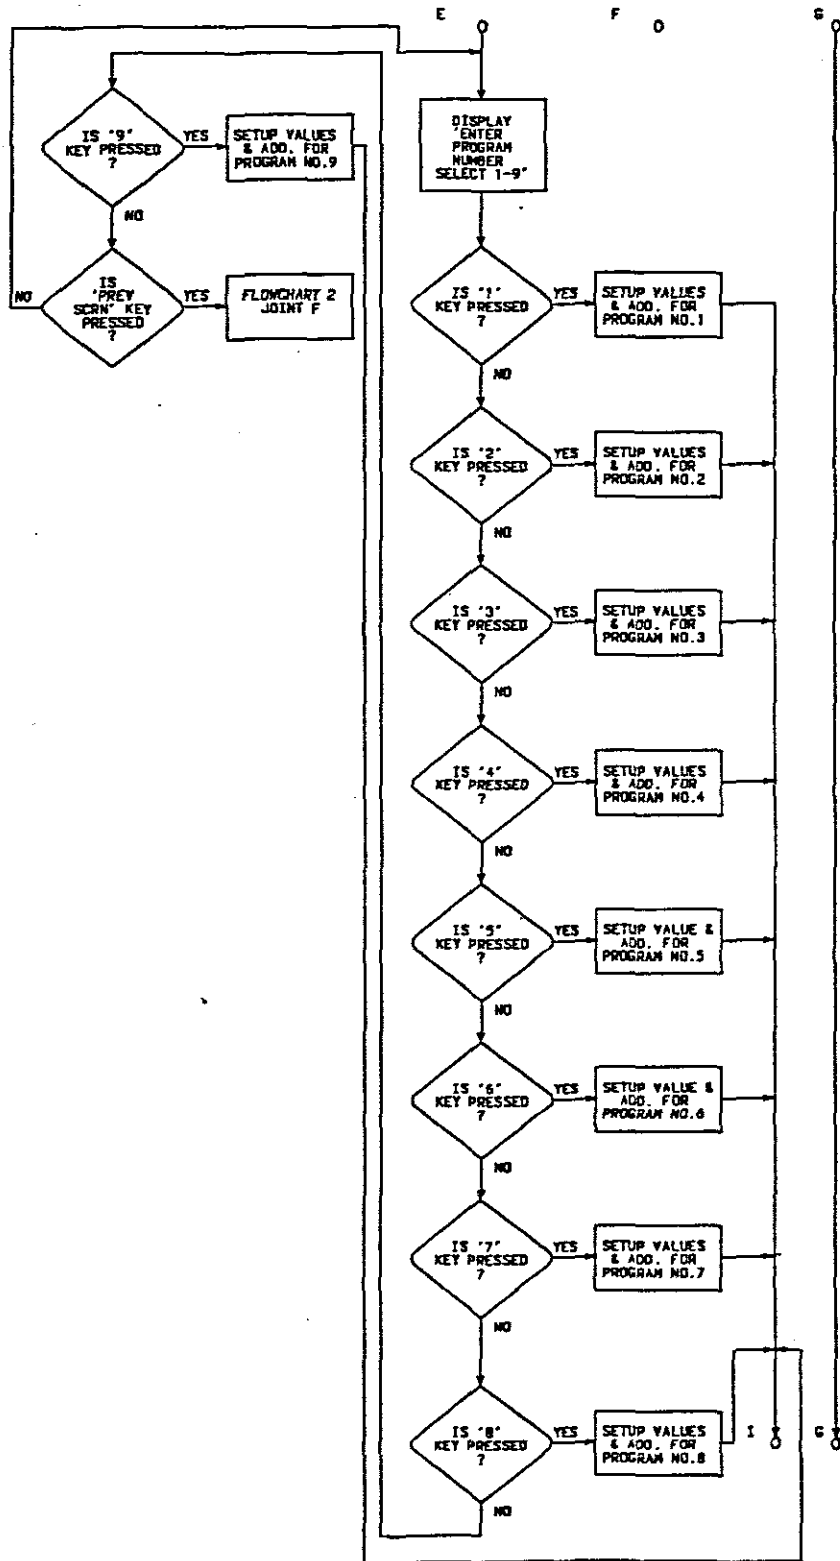 E
F
G
IS "9"
KEY PRESSED
?
YES
SETUP VALUES
& ADD. FOR
PROGRAM NO.9
NO
IS
'PREV
SCRN' KEY
PRESSED
?
NO
YES
FLOWCHART 2
JOINT F
DISPLAY
'ENTER
PROGRAM
NUMBER
SELECT 1-9"
IS "1"
KEY PRESSED
?
YES
SETUP VALUES
& ADD. FOR
PROGRAM NO.1
NO
IS "2"
KEY PRESSED
?
YES
SETUP VALUES
& ADD. FOR
PROGRAM NO.2
NO
IS "3"
KEY PRESSED
?
YES
SETUP VALUES
& ADD. FOR
PROGRAM NO.3
NO
IS "4"
KEY PRESSED
?
YES
SETUP VALUES
& ADD. FOR
PROGRAM NO.4
NO
IS "5"
KEY PRESSED
?
YES
SETUP VALUE &
ADD. FOR
PROGRAM NO.5
NO
IS "6"
KEY PRESSED
?
YES
SETUP VALUE &
ADD. FOR
PROGRAM NO.6
NO
IS "7"
KEY PRESSED
?
YES
SETUP VALUES
& ADD. FOR
PROGRAM NO.7
NO
IS "8"
KEY PRESSED
?
YES
SETUP VALUES
& ADD. FOR
PROGRAM NO.8
NO
I
G